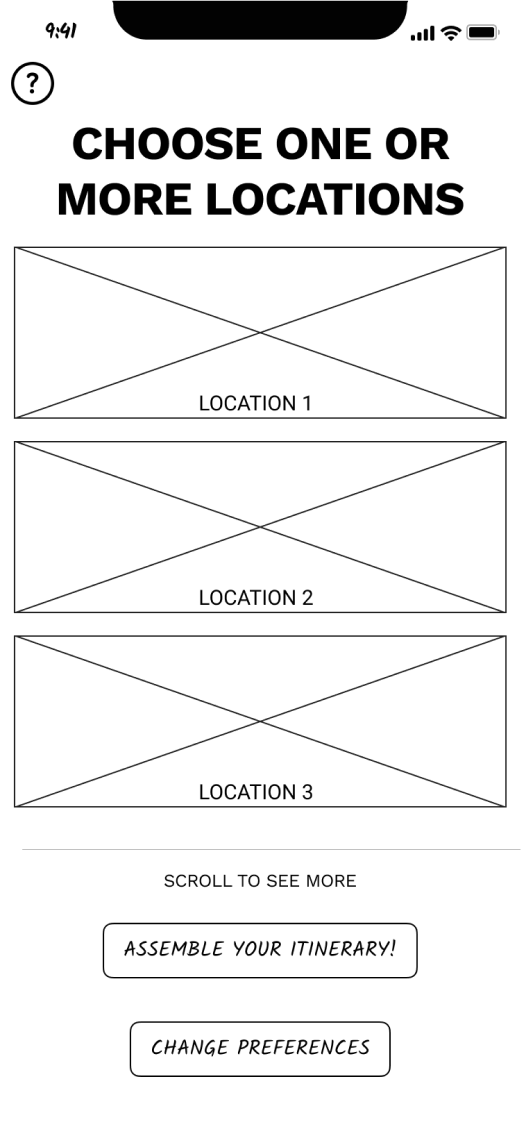 9:41
?
CHOOSE ONE OR
MORE LOCATIONS
LOCATION 1
LOCATION 2
LOCATION 3
SCROLL TO SEE MORE
ASSEMBLE YOUR ITINERARY!
CHANGE PREFERENCES